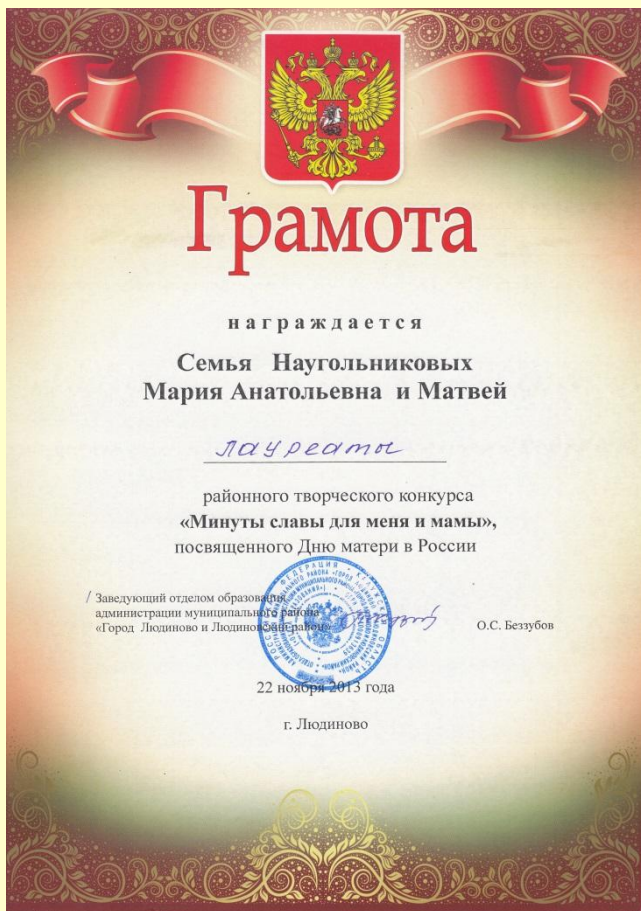 Грамота
награждается
Семья Наугольниковых
Мария Анатольевна и Матвей
лауреаты
районного творческого конкурса
«Минуты славы для меня и мамы»,
посвященного Дню матери в России
/ Заведующий отделом образования
администрации муниципального района
«Город Людиново и Людиновский район»
О.С. Беззубов
22 ноября 2013 года
г. Людиново